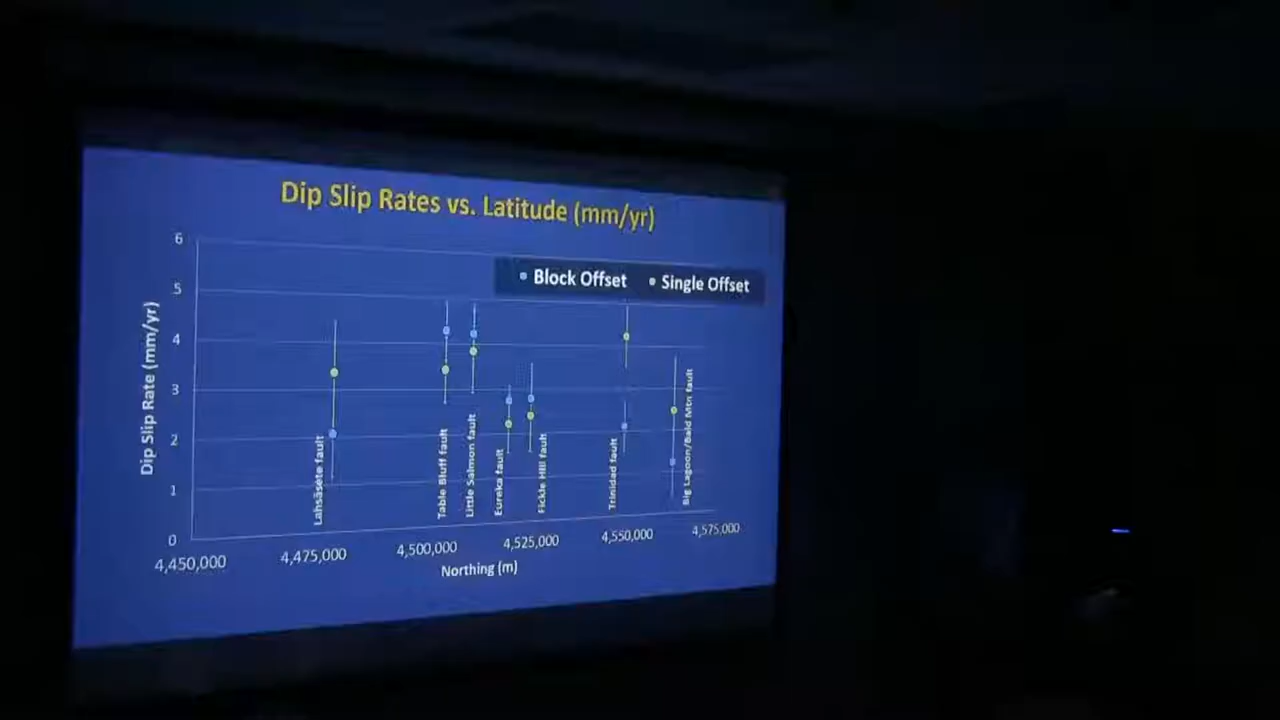 Dip Slip Rates vs. Latitude (mm/yr)
Block Offset Single Offset
Dip Slip Rate (mm/yr)
6
5
4
3
2
1
0
Lahsāsete fault
Table Bluff fault
Little Salmon fault
Eureka fault
Fickle Hill fault
Trinidad fault
Big Lagoon/Bald Mtn fault
4,450,000 4,475,000 4,500,000 4,525,000 4,550,000 4,575,000
Northing (m)